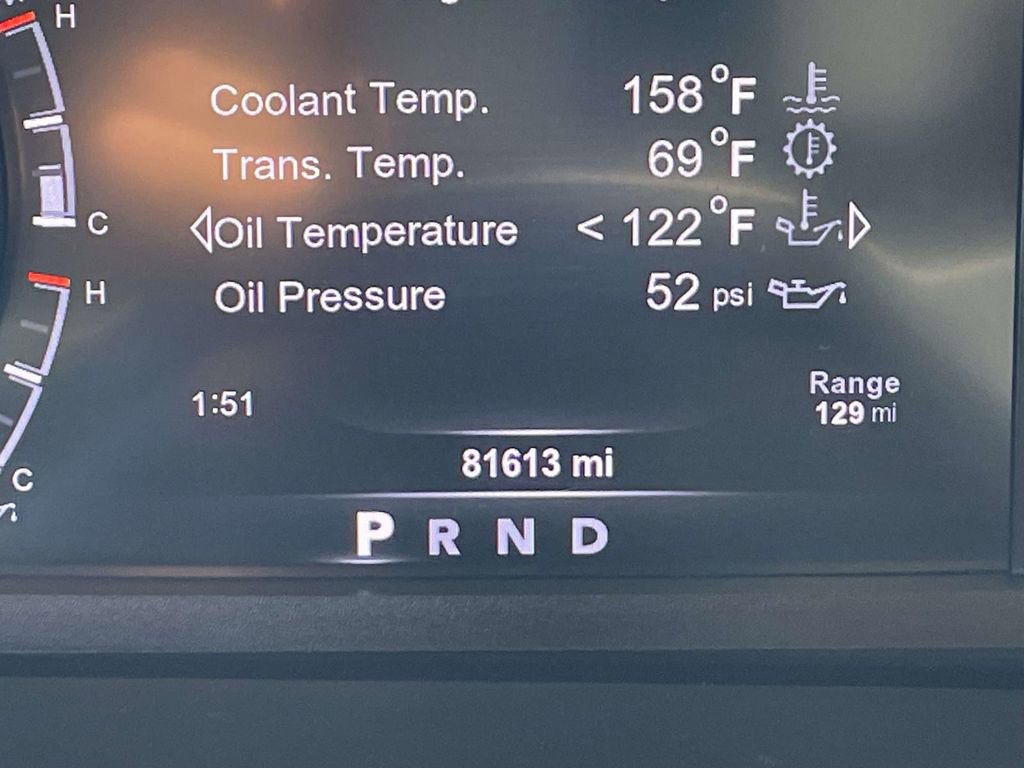 H
Coolant Temp. 158 °F
Trans. Temp. 69 °F
C
Oil Temperature < 122 °F
H
Oil Pressure 52 psi
1:51
Range
129 mi
81613 mi
C
P R N D